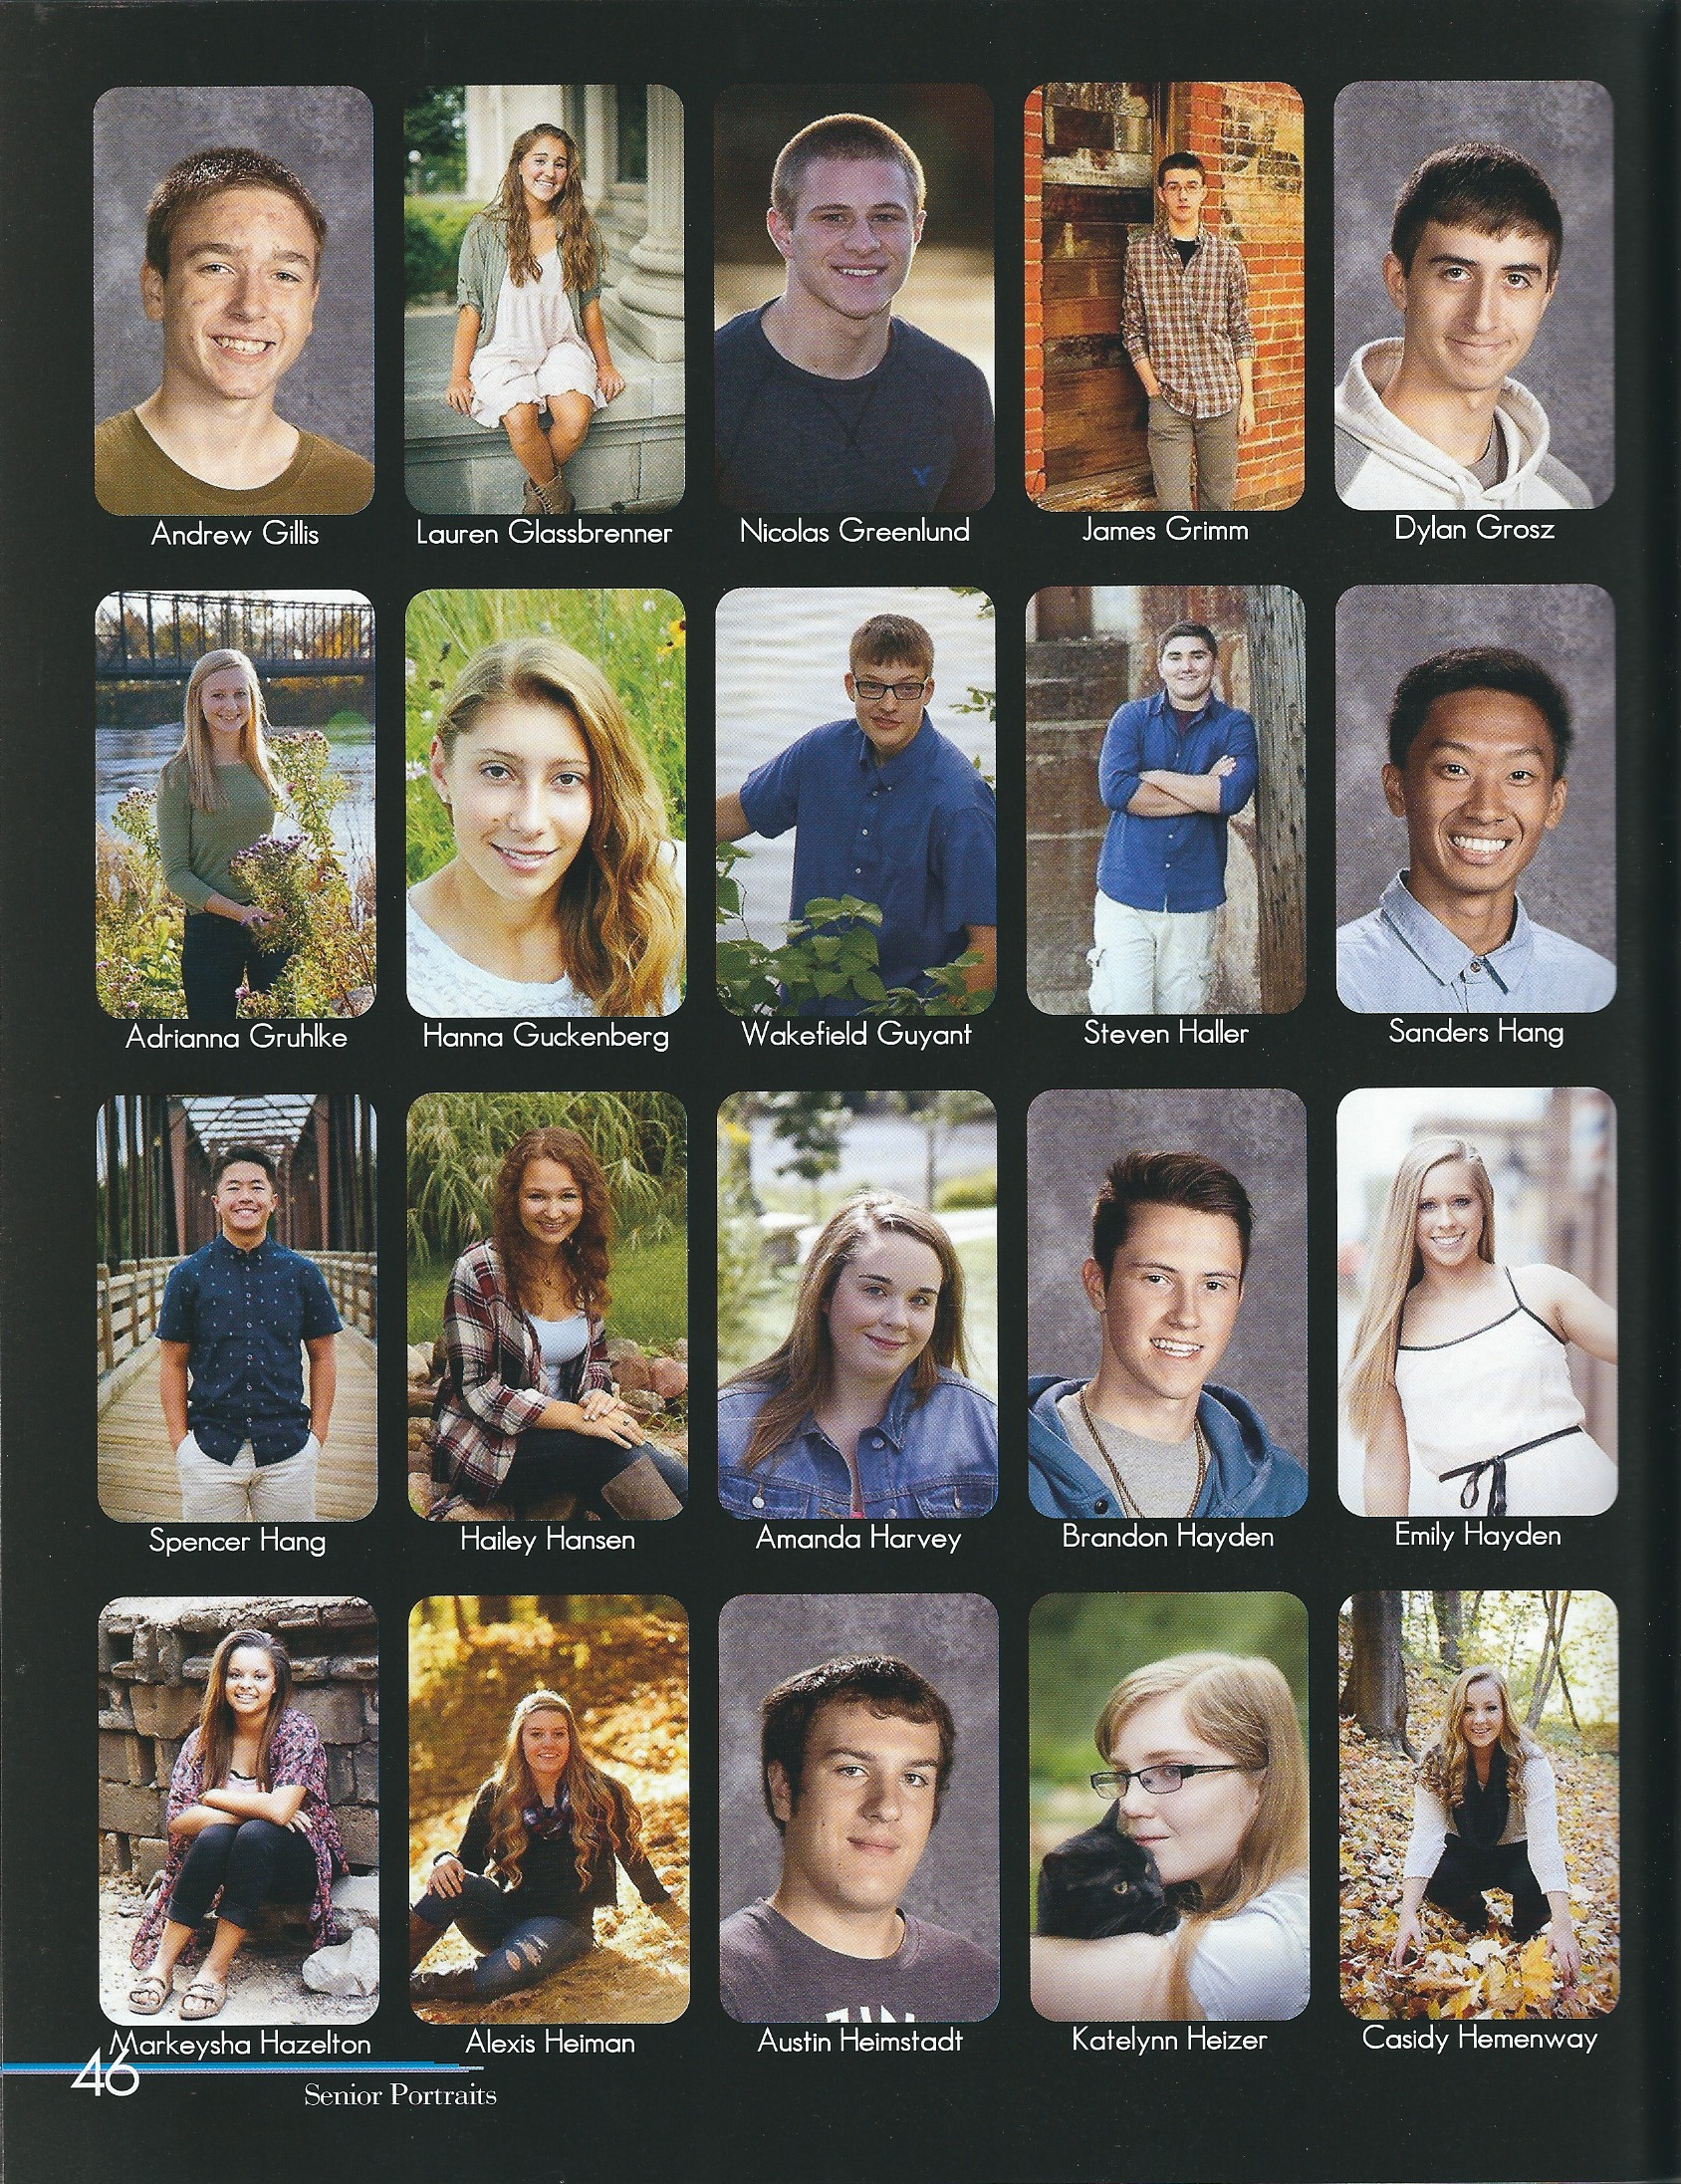 Andrew Gillis
Lauren Glassbrenner
Nicolas Greenlund
James Grimm
Dylan Grosz
Adrianna Gruhlke
Hanna Guckenberg
Wakefield Guyant
Steven Haller
Sanders Hang
Spencer Hang
Hailey Hansen
Amanda Harvey
Brandon Hayden
Emily Hayden
Markeysha Hazelton
Alexis Heiman
Austin Heimstadt
Katelynn Heizer
Casidy Hemenway
46
Senior Portraits